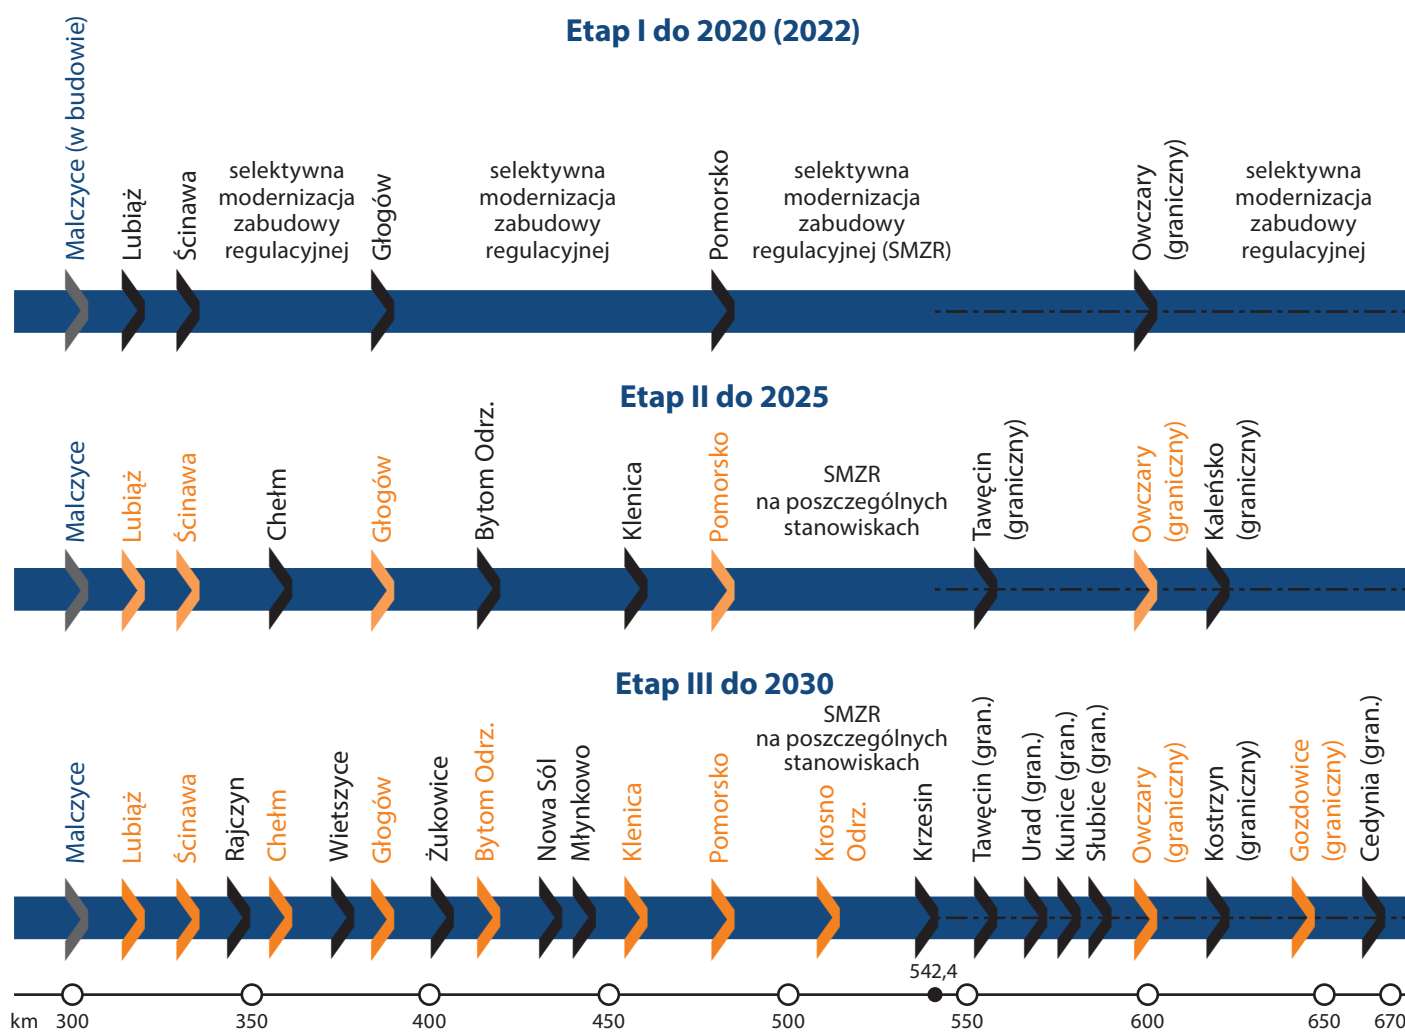 Etap I do 2020 (2022)
Malczyce (w budowie)
Lubiąż
Ścinawa
selektywna
modernizacja
zabudowy
regulacyjnej
Głogów
selektywna
modernizacja
zabudowy
regulacyjnej
Pomorsko
selektywna
modernizacja
zabudowy
regulacyjnej (SMZR)
Owczary
(graniczny)
selektywna
modernizacja
zabudowy
regulacyjnej
Etap II do 2025
Malczyce
Lubiąż
Ścinawa
Chełm
Głogów
Bytom Odrz.
Klenica
Pomorsko
SMZR
na poszczególnych
stanowiskach
Tawęcin
(graniczny)
Owczary
(graniczny)
Kaleńsko
(graniczny)
Etap III do 2030
Malczyce
Lubiąż
Ścinawa
Rajczyn
Chełm
Wietszyce
Głogów
Żukowice
Bytom Odrz.
Nowa Sól
Młynkowo
Klenica
Pomorsko
SMZR
na poszczególnych
stanowiskach
Krosno
Odrz.
Krzesin
Tawęcin (gran.)
Urad (gran.)
Kunice (gran.)
Słubice (gran.)
Owczary
(graniczny)
Kostrzyn
(graniczny)
Gozdowice
(graniczny)
Cedynia (gran.)
542,4
km 300 350 400 450 500 550 600 650 670